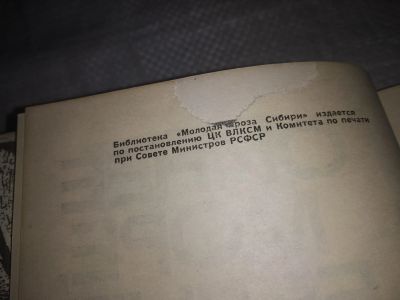 Библиотека «Молодая проза Сибири» издается
по постановлению ЦК ВЛКСМ и Комитета по печати
при Совете Министров РСФСР